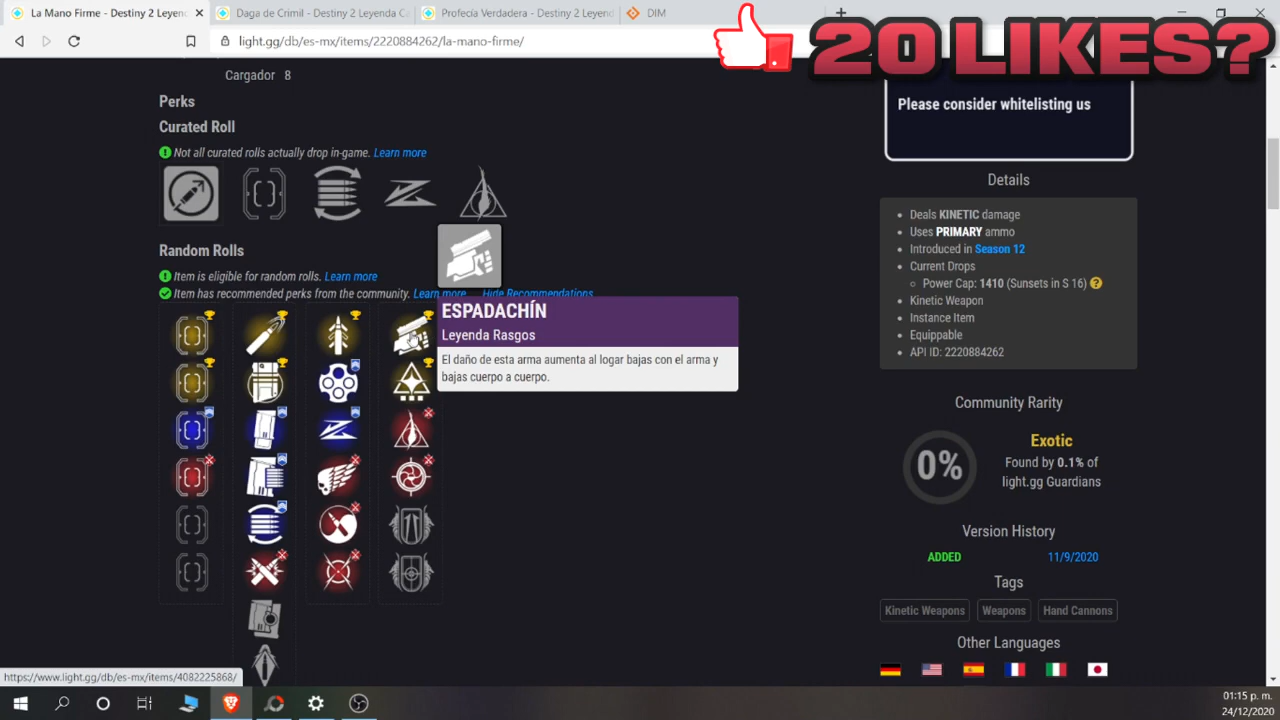 La Mano Firme - Destiny 2 Leyenda
Daga de Crimil - Destiny 2 Leyenda Ca
Profecía Verdadera - Destiny 2 Leyend
DIM
light.gg/db/es-mx/items/2220884262/la-mano-firme/
20 LIKES?
Cargador 8
Perks
Curated Roll
Not all curated rolls actually drop in-game. Learn more
Random Rolls
Item is eligible for random rolls. Learn more
Item has recommended perks from the community. Learn more Hide Recommendations
ESPADACHÍN
Leyenda Rasgos
El daño de esta arma aumenta al logar bajas con el arma y
bajas cuerpo a cuerpo.
Please consider whitelisting us
Details
Deals KINETIC damage
Uses PRIMARY ammo
Introduced in Season 12
Current Drops
Power Cap: 1410 (Sunsets in S 16) ?
Kinetic Weapon
Instance Item
Equippable
API ID: 2220884262
Community Rarity
0%
Exotic
Found by 0.1% of
light.gg Guardians
Version History
ADDED 11/9/2020
Tags
Kinetic Weapons Weapons Hand Cannons
Other Languages
https://www.light.gg/db/es-mx/items/4082225868/
01:15 p. m.
24/12/2020